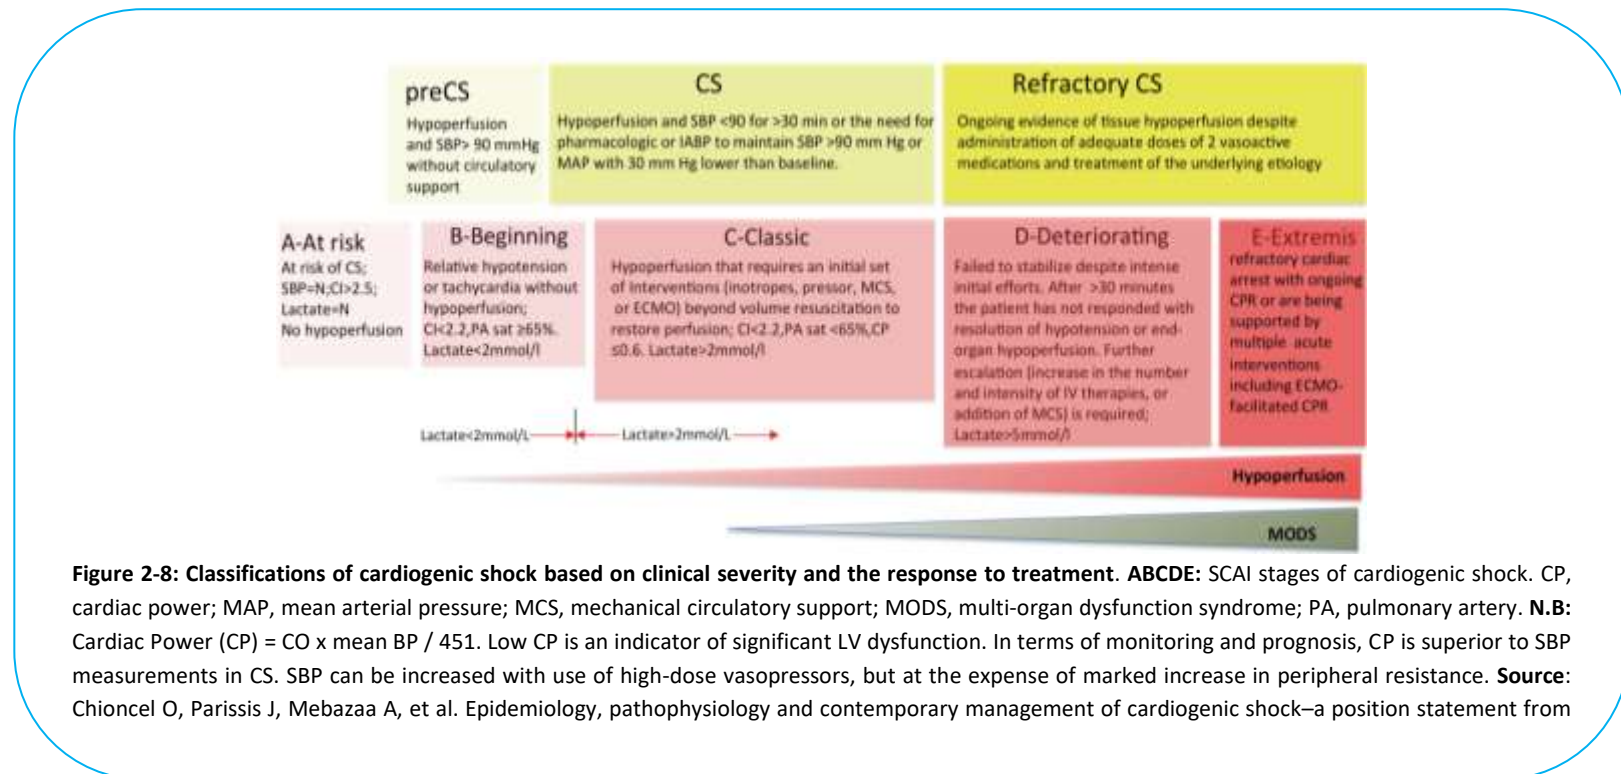 preCS
Hypoperfusion
and SBP> 90 mmHg
without circulatory
support
CS
Hypoperfusion and SBP <90 for >30 min or the need for
pharmacologic or IABP to maintain SBP >90 mm Hg or
MAP with 30 mm Hg lower than baseline.
Refractory CS
Ongoing evidence of tissue hypoperfusion despite
administration of adequate doses of 2 vasoactive
medications and treatment of the underlying etiology
A-At risk
At risk of CS;
SBP=N;CI>2.5;
Lactate=N
No hypoperfusion
B-Beginning
Relative hypotension
or tachycardia without
hypoperfusion;
CI<2.2,PA sat ≥65%.
Lactate<2mmol/l
C-Classic
Hypoperfusion that requires an initial set
of interventions (inotropes, pressor, MCS,
or ECMO) beyond volume resuscitation to
restore perfusion; CI<2.2,PA sat <65%,CP
≤0.6. Lactate>2mmol/l
D-Deteriorating
Failed to stabilize despite intense
initial efforts. After >30 minutes
the patient has not responded with
resolution of hypotension or end-
organ hypoperfusion. Further
escalation (increase in the number
and intensity of IV therapies, or
addition of MCS) is required;
Lactate>5mmol/l
E-Extremis
refractory cardiac
arrest with ongoing
CPR or are being
supported by
multiple acute
interventions
including ECMO-
facilitated CPR
Lactate<2mmol/L
Lactate>2mmol/L
Hypoperfusion
MODS
Figure 2-8: Classifications of cardiogenic shock based on clinical severity and the response to treatment. ABCDE: SCAI stages of cardiogenic shock. CP,
cardiac power; MAP, mean arterial pressure; MCS, mechanical circulatory support; MODS, multi-organ dysfunction syndrome; PA, pulmonary artery. N.B:
Cardiac Power (CP) = CO x mean BP / 451. Low CP is an indicator of significant LV dysfunction. In terms of monitoring and prognosis, CP is superior to SBP
measurements in CS. SBP can be increased with use of high-dose vasopressors, but at the expense of marked increase in peripheral resistance. Source:
Chioncel O, Parissis J, Mebazaa A, et al. Epidemiology, pathophysiology and contemporary management of cardiogenic shock–a position statement from